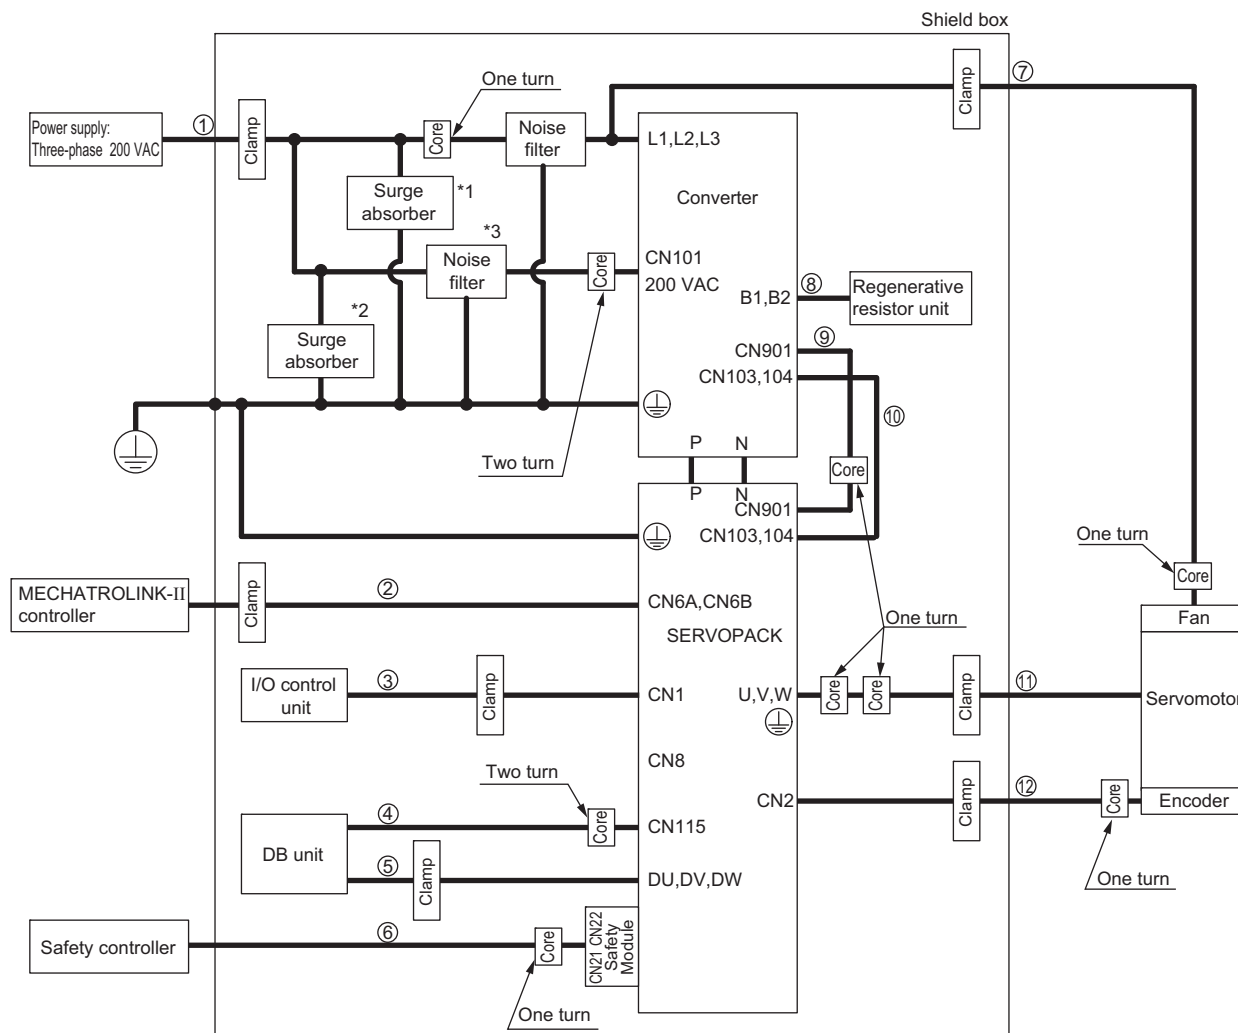 Shield box
One turn
⑦
Power supply:
Three-phase 200 VAC
①
Clamp
Core
Noise
filter
Clamp
L1,L2,L3
Surge
absorber
*1
Converter
*3
Noise
filter
Core
CN101
200 VAC
⑧
B1,B2
Regenerative
resistor unit
*2
Surge
absorber
⑨
CN901
CN103,104
⑩
Two turn
P N
Core
P N
CN901
CN103,104
One turn
Core
MECHATROLINK-II
controller
Clamp
②
CN6A,CN6B
Fan
One turn
SERVOPACK
I/O control
unit
③
Clamp
CN1
U,V,W
Core
Core
Clamp
⑪
Servomotor
CN8
Two turn
CN2
Clamp
⑫
Core
Encoder
DB unit
④
Core
CN115
⑤
Clamp
DU,DV,DW
One turn
Safety controller
⑥
Core
CN21 CN22
Safety
Module
One turn